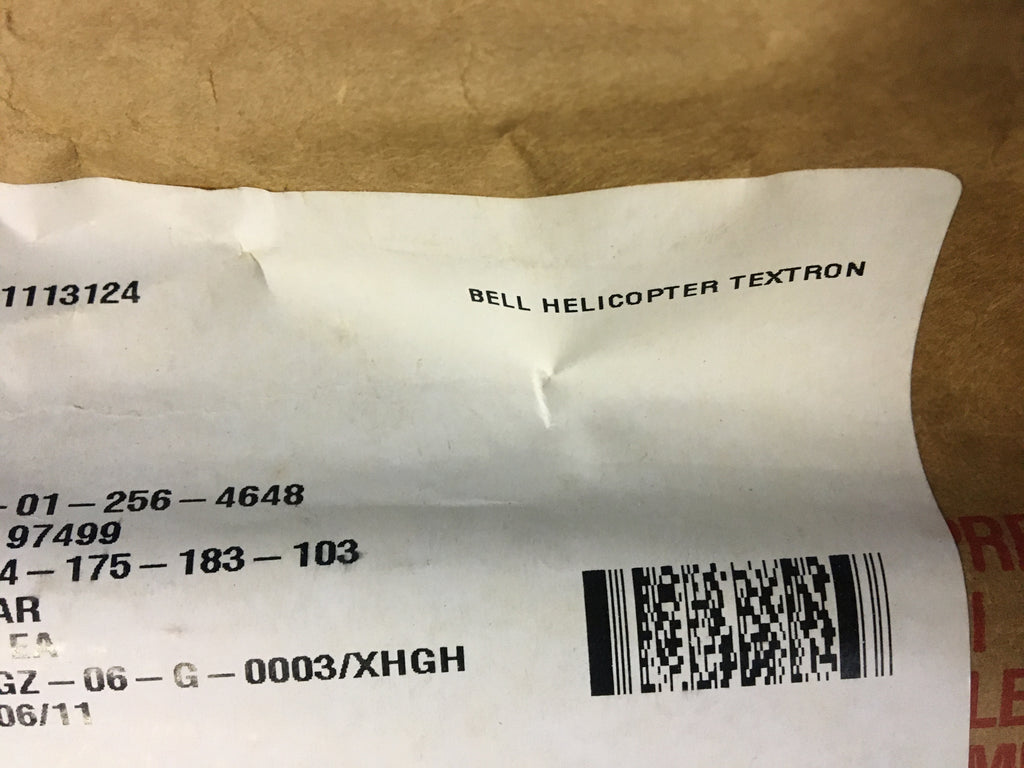 1113124
BELL HELICOPTER TEXTRON
-01-256-4648
97499
4-175-183-103
AR
EA
GZ-06-G-0003/XHGH
06/11